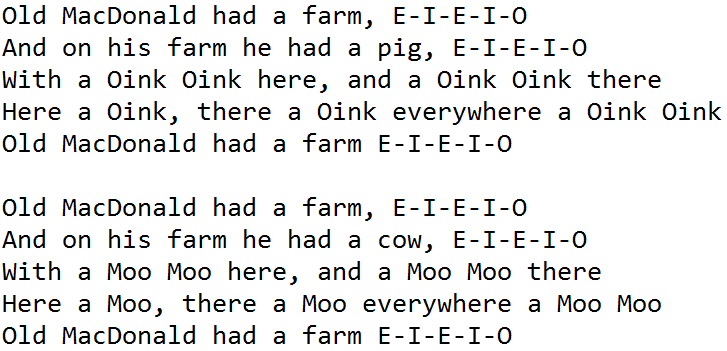 Old MacDonald had a farm, E-I-E-I-O
And on his farm he had a pig, E-I-E-I-O
With a Oink Oink here, and a Oink Oink there
Here a Oink, there a Oink everywhere a Oink Oink
Old MacDonald had a farm E-I-E-I-O

Old MacDonald had a farm, E-I-E-I-O
And on his farm he had a cow, E-I-E-I-O
With a Moo Moo here, and a Moo Moo there
Here a Moo, there a Moo everywhere a Moo Moo
Old MacDonald had a farm E-I-E-I-O